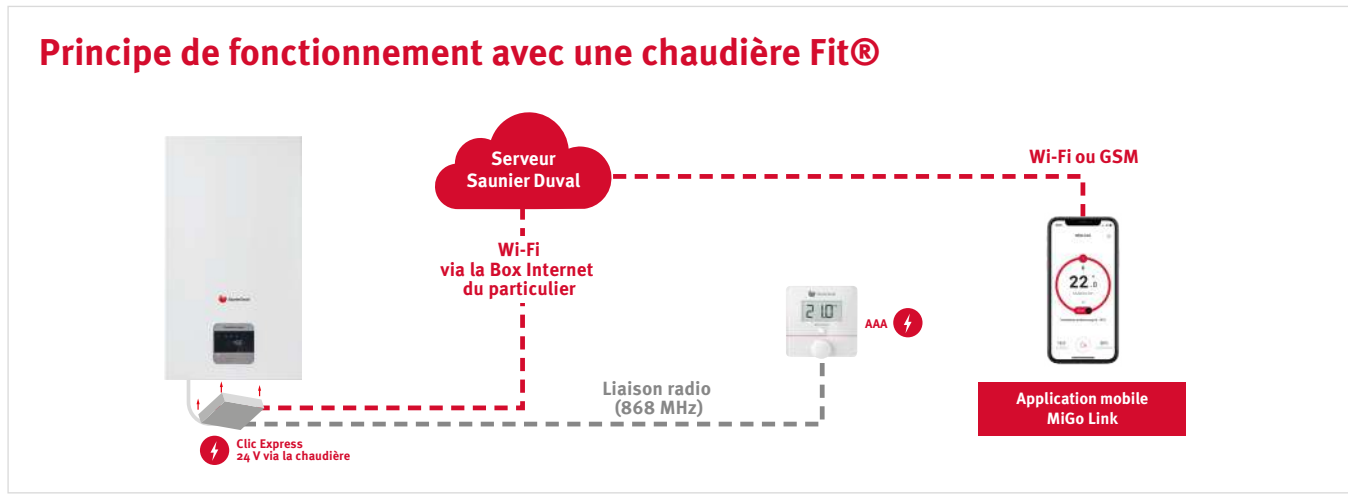 Principe de fonctionnement avec une chaudière Fit®
Serveur
Saunier Duval
Wi-Fi ou GSM
Wi-Fi
via la Box Internet
du particulier
21.0°
AAA
22.0
Liaison radio
(868 MHz)
Application mobile
MiGo Link
Clic Express
24 V via la chaudière